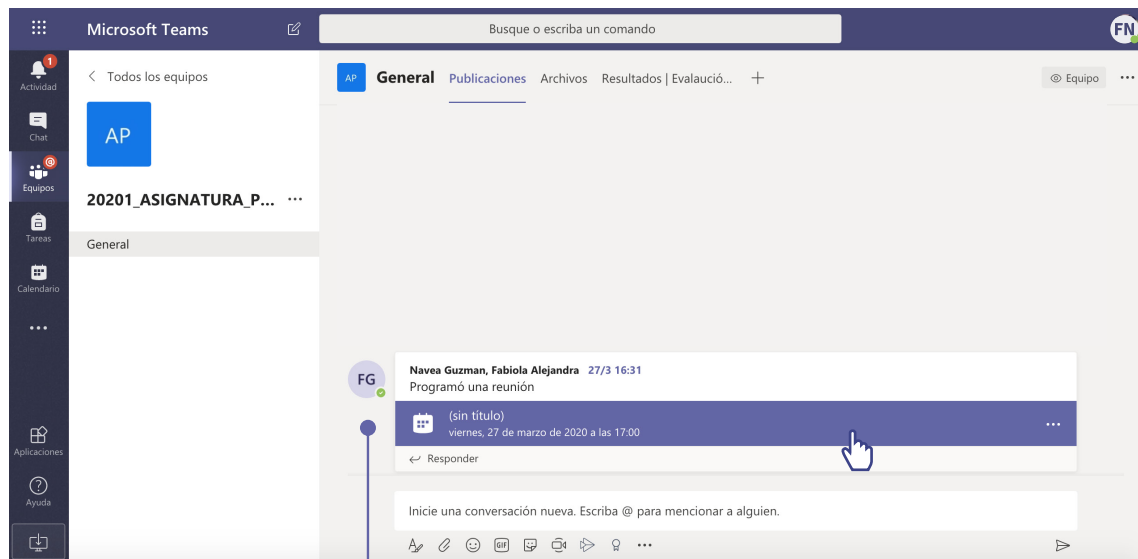 Microsoft Teams
Busque o escriba un comando
FN
1
Actividad
Chat
@
Equipos
Tareas
Calendario
Aplicaciones
Ayuda
Todos los equipos
AP
20201_ASIGNATURA_P... ...
General
AP General Publicaciones Archivos Resultados | Evalaució... +
Equipo ...
FG
Navea Guzman, Fabiola Alejandra 27/3 16:31
Programó una reunión
(sin título)
viernes, 27 de marzo de 2020 a las 17:00
Responder
Inicie una conversación nueva. Escriba @ para mencionar a alguien.
GIF